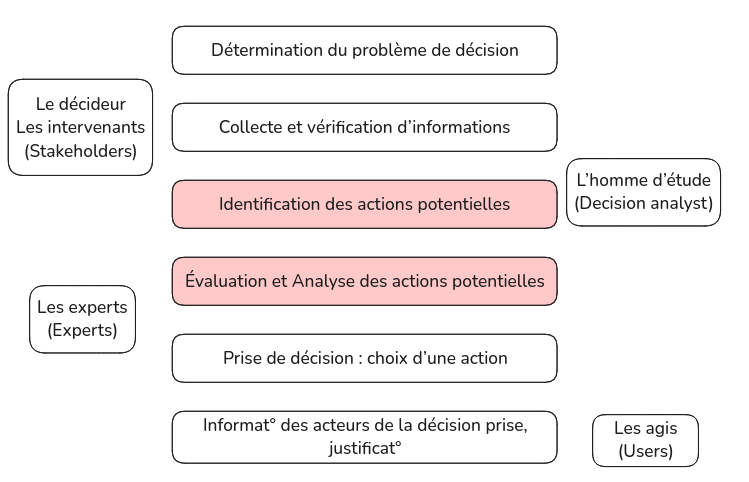 Détermination du problème de décision
Le décideur
Les intervenants
(Stakeholders)
Collecte et vérification d’informations
L’homme d’étude
(Decision analyst)
Identification des actions potentielles
Évaluation et Analyse des actions potentielles
Les experts
(Experts)
Prise de décision : choix d’une action
Informat° des acteurs de la décision prise,
justificat°
Les agis
(Users)